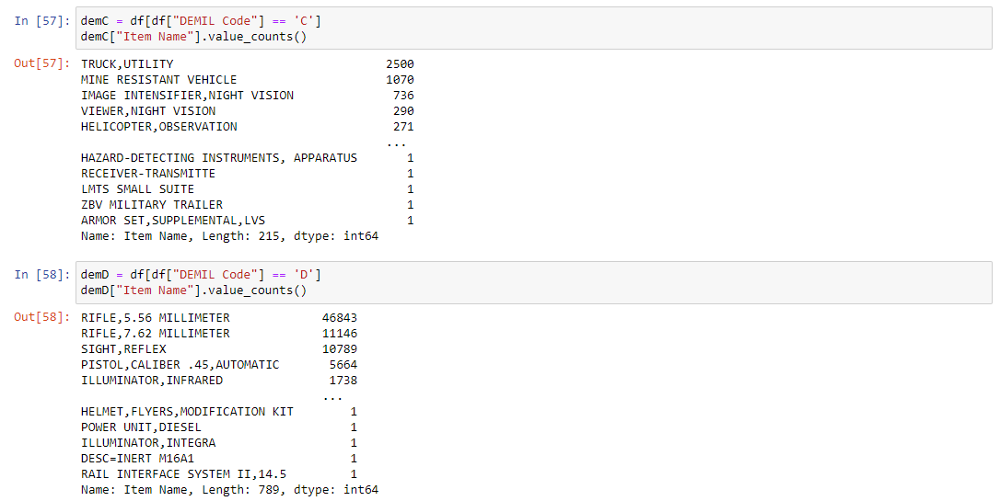 In [57]: demC = df[df["DEMIL Code"] == 'C']
demC["Item Name"].value_counts()
Out[57]: TRUCK,UTILITY 2500
MINE RESISTANT VEHICLE 1070
IMAGE INTENSIFIER,NIGHT VISION 736
VIEWER,NIGHT VISION 290
HELICOPTER,OBSERVATION 271
...
HAZARD-DETECTING INSTRUMENTS, APPARATUS 1
RECEIVER-TRANSMITTE 1
LMTS SMALL SUITE 1
ZBV MILITARY TRAILER 1
ARMOR SET,SUPPLEMENTAL,LVS 1
Name: Item Name, Length: 215, dtype: int64
In [58]: demD = df[df["DEMIL Code"] == 'D']
demD["Item Name"].value_counts()
Out[58]: RIFLE,5.56 MILLIMETER 46843
RIFLE,7.62 MILLIMETER 11146
SIGHT,REFLEX 10789
PISTOL,CALIBER .45,AUTOMATIC 5664
ILLUMINATOR,INFRARED 1738
...
HELMET,FLYERS,MODIFICATION KIT 1
POWER UNIT,DIESEL 1
ILLUMINATOR,INTEGRA 1
DESC=INERT M16A1 1
RAIL INTERFACE SYSTEM II,14.5 1
Name: Item Name, Length: 789, dtype: int64